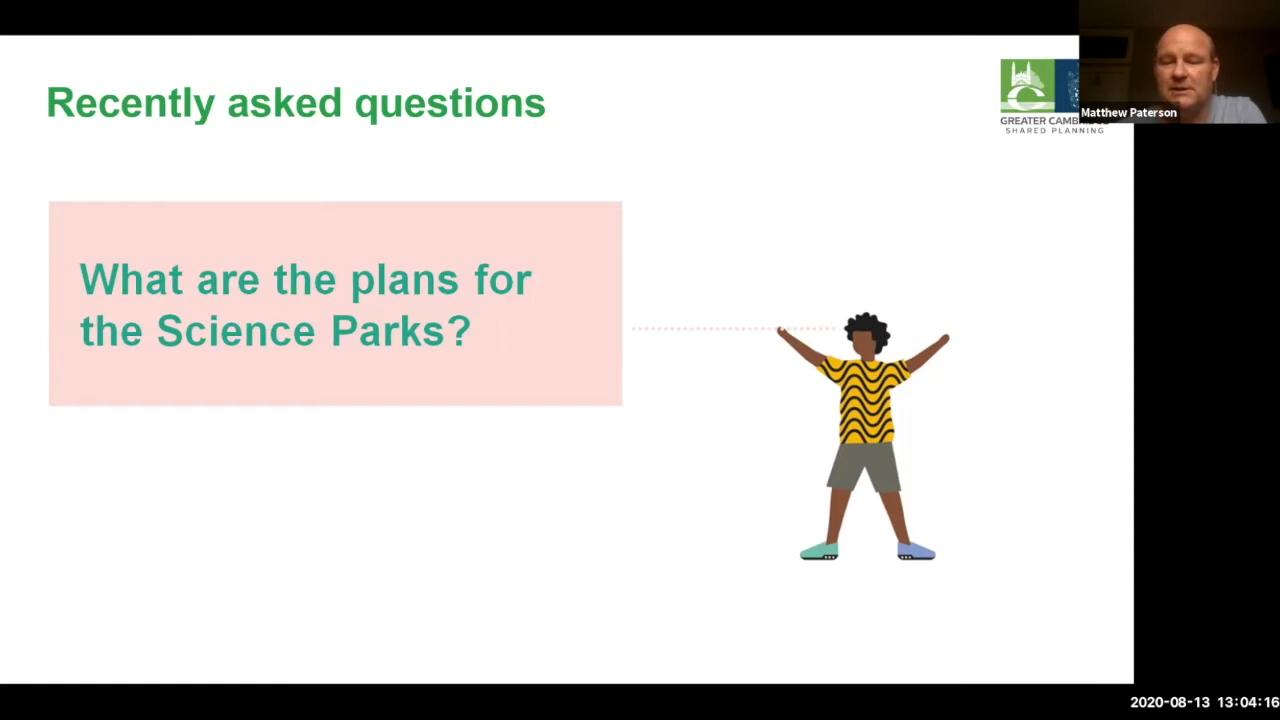 Recently asked questions
GREATER
SHARED PLANNING
Matthew Paterson
What are the plans for
the Science Parks?
2020-08-13 13:04:16